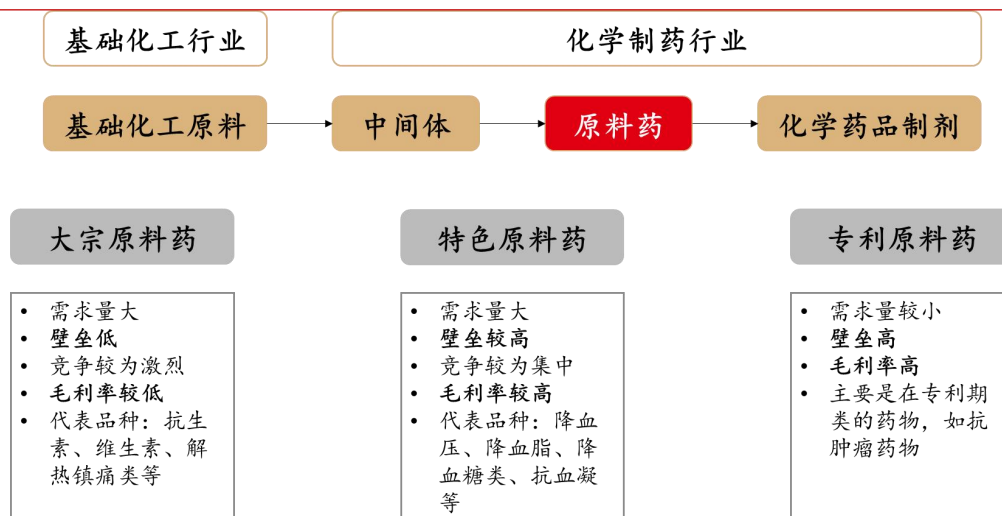 基础化工行业
化学制药行业
基础化工原料
中间体
原料药
化学药品制剂
大宗原料药
• 需求量大
• 壁垒低
• 竞争较为激烈
• 毛利率较低
• 代表品种：抗生
素、维生素、解
热镇痛类等
特色原料药
• 需求量大
• 壁垒较高
• 竞争较为集中
• 毛利率较高
• 代表品种：降血
压、降血脂、降
血糖类、抗血凝
等
专利原料药
• 需求量较小
• 壁垒高
• 毛利率高
• 主要是在专利期
类的药物，如抗
肿瘤药物